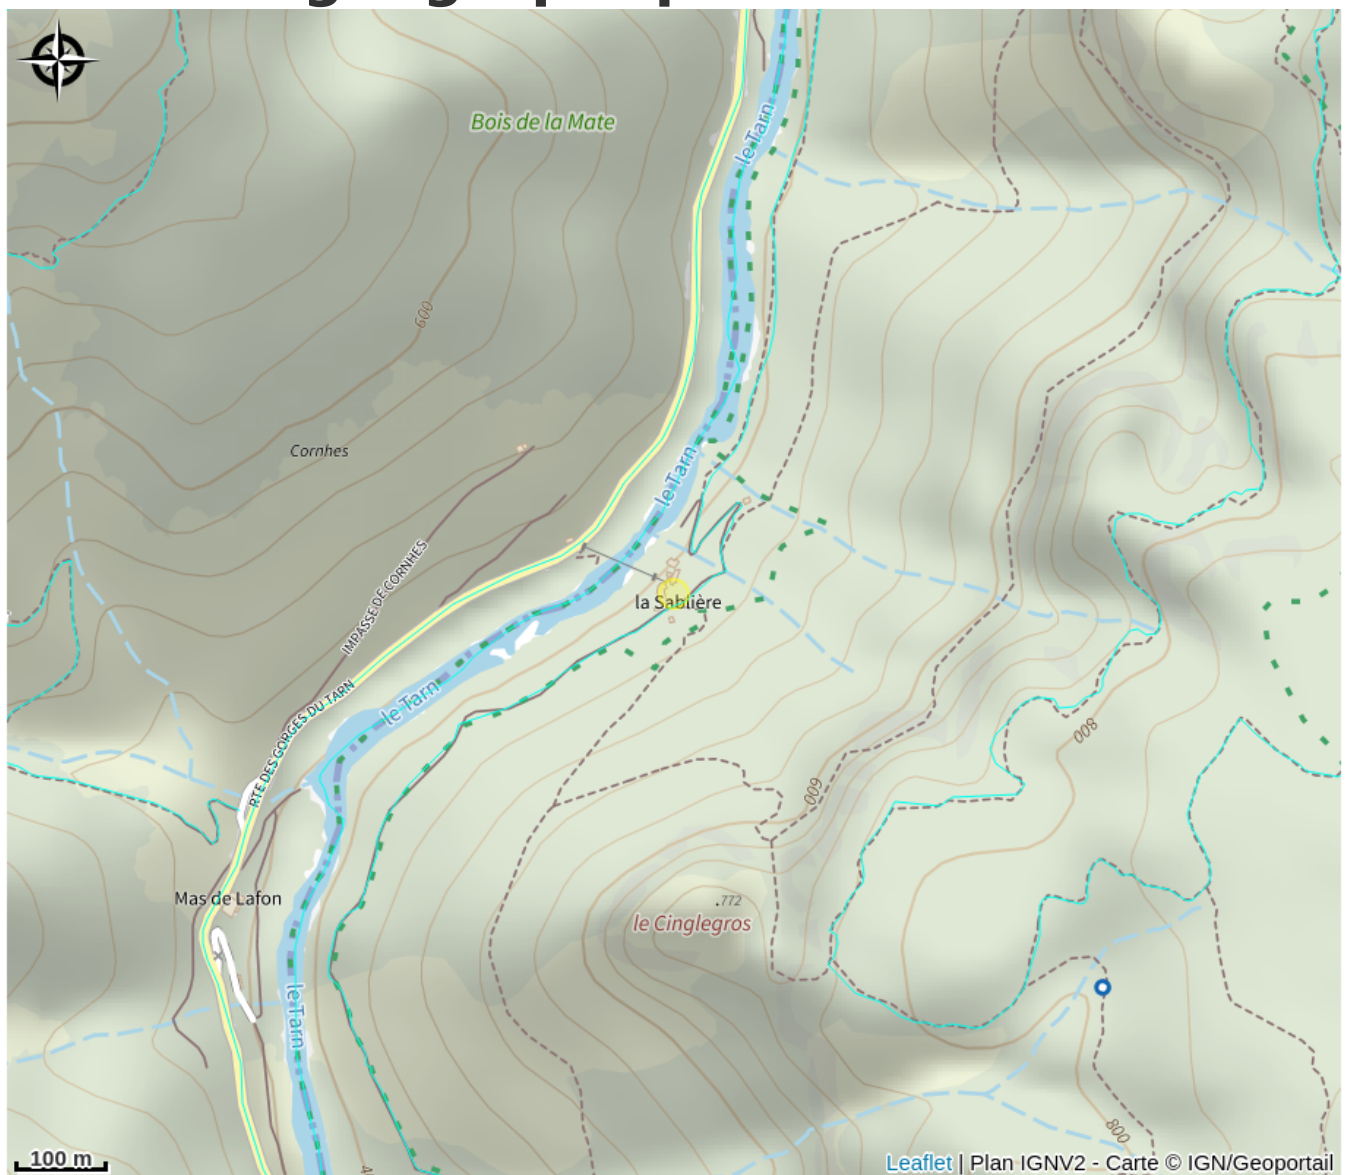 Bois de la Mate
le Tarn
600
Cornhes
le Tarn
IMPASSE DE CORNHES
la Sablière
le Tarn
RTE DES GORGES DU TARN
800
600
Mas de Lafon
.772
le Cinglegros
le Tarn
800
100 m
Leaflet | Plan IGNV2 - Carte © IGN/Geoportail